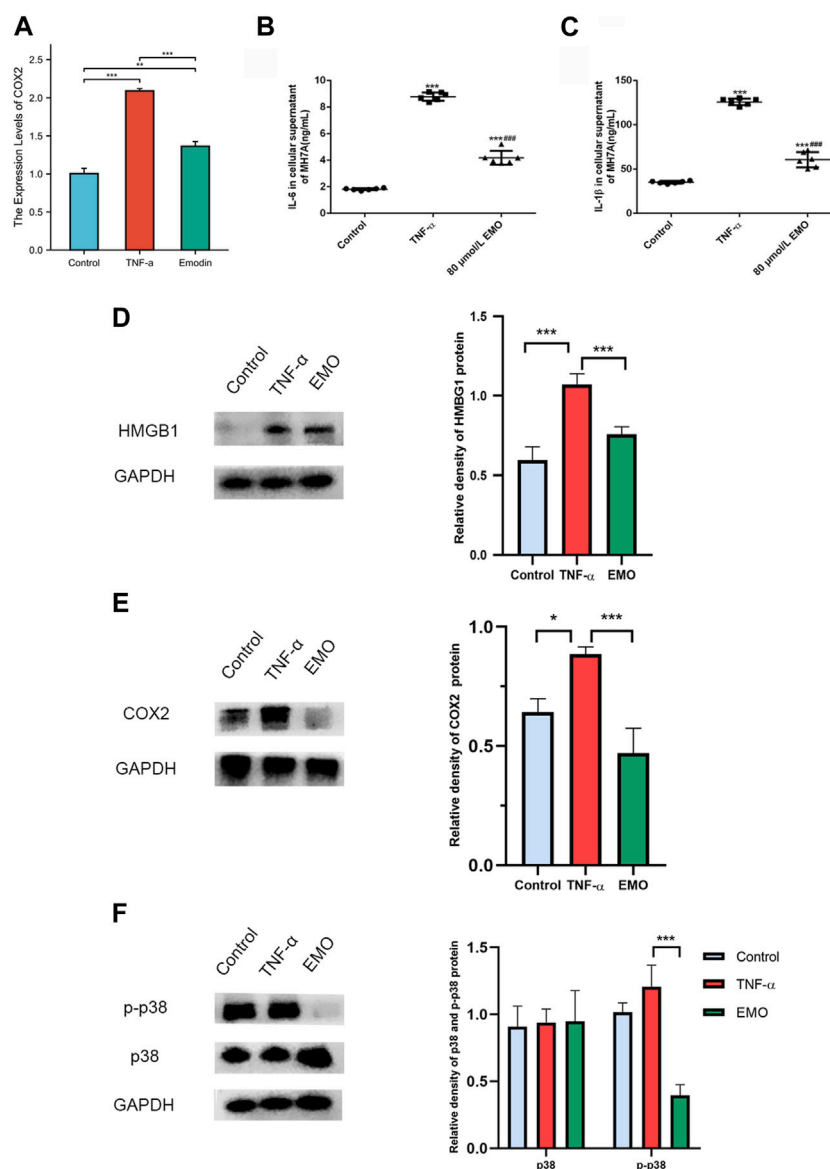 A
The Expression Levels of COX2
2.5
2.0
1.5
1.0
0.5
0.0
***
**
***
Control
TNF-a
Emodin
B
IL-6 in cellular supernatant
of MH7A(ng/mL)
10
8
6
4
2
0
***
***###
Control
TNF-α
80 μmol/L EMO
C
IL-1β in cellular supernatant
of MH7A(ng/mL)
150
100
50
0
***
***###
Control
TNF-α
80 μmol/L EMO
D
Control
TNF-α
EMO
HMGB1
GAPDH
Relative density of HMBG1 protein
1.5
1.0
0.5
0.0
***
***
Control
TNF-α
EMO
E
Control
TNF-α
EMO
COX2
GAPDH
Relative density of COX2 protein
1.0
0.5
0.0
*
***
Control
TNF-α
EMO
F
Control
TNF-α
EMO
p-p38
p38
GAPDH
Relative density of p38 and p-p38 protein
1.5
1.0
0.5
0.0
***
p38
p-p38
Control
TNF-α
EMO